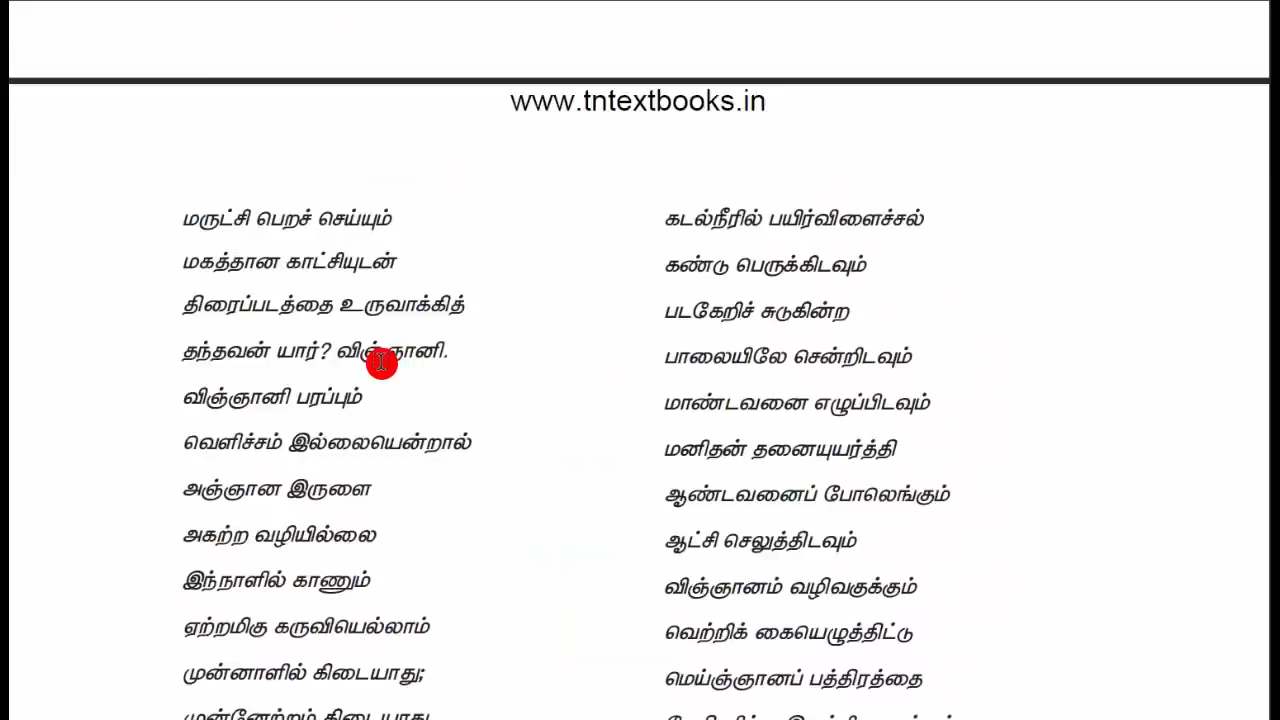 www.tntextbooks.in
மருட்சி பெறச் செய்யும்
மகத்தான காட்சியுடன்
திரைப்படத்தை உருவாக்கித்
தந்தவன் யார்? விஞ்ஞானி.
விஞ்ஞானி பரப்பும்
வெளிச்சம் இல்லையென்றால்
அஞ்ஞான இருளை
அகற்ற வழியில்லை
இந்நாளில் காணும்
ஏற்றமிகு கருவியெல்லாம்
முன்னாளில் கிடையாது;
முன்னேற்றம் கிடையாது
கடல்நீரில் பயிர்விளைச்சல்
கண்டு பெருக்கிடவும்
படகேறிச் சுடுகின்ற
பாலையிலே சென்றிடவும்
மாண்டவனை எழுப்பிடவும்
மனிதன் தனையுயர்த்தி
ஆண்டவனைப் போலெங்கும்
ஆட்சி செலுத்திடவும்
விஞ்ஞானம் வழிவகுக்கும்
வெற்றிக் கையெழுத்திட்டு
மெய்ஞ்ஞானப் பத்திரத்தை